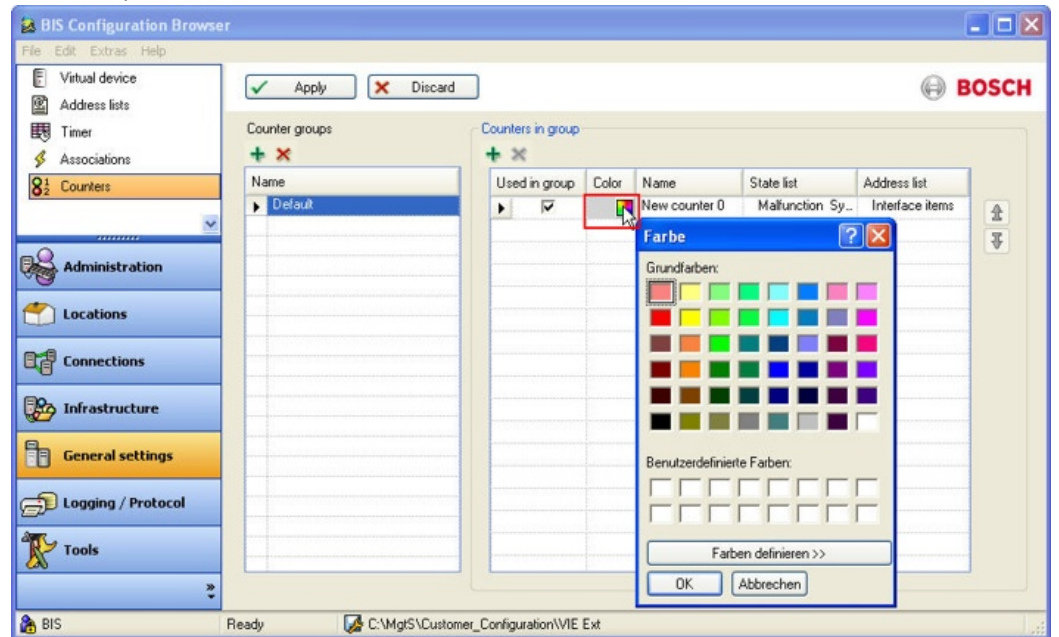 BIS Configuration Browser
File Edit Extras Help
Virtual device
Address lists
Timer
Associations
Counters
Administration
Locations
Connections
Infrastructure
General settings
Logging / Protocol
Tools
Apply Discard
BOSCH
Counter groups
Name
Default
Counters in group
Used in group Color Name State list Address list
New counter 0 Malfunction Sy... Interface items
Farbe
Grundfarben:
Benutzerdefinierte Farben:
Farben definieren >>
OK Abbrechen
BIS Ready C:\MgtS\Customer_Configuration\VIE Ext